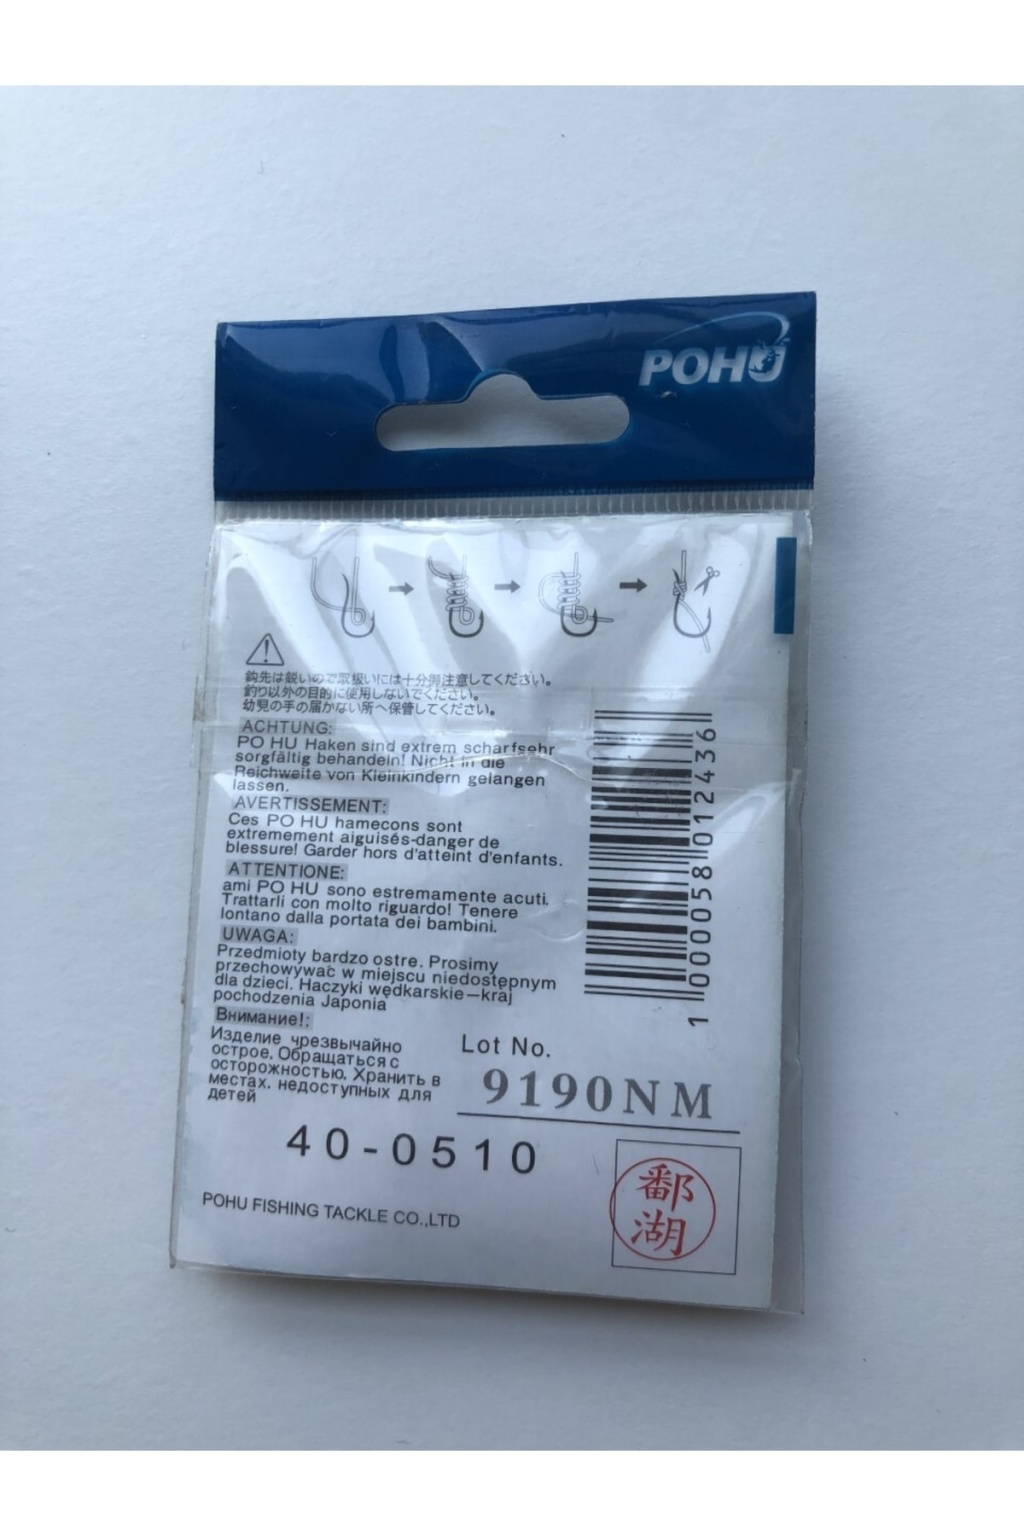 POHU
鈎先は鋭いので取扱いには十分御注意してください。
釣り以外の目的に使用しないでください。
幼児の手の届かない所へ保管してください。
ACHTUNG:
PO HU Haken sind extrem scharfsehr
sorgfältig behandeln! Nicht in die
Reichweite von Kleinkindern gelangen
lassen.
AVERTISSEMENT:
Ces PO HU hamecons sont
extremement aiguisés-danger de
blessure! Garder hors d'atteint d'enfants.
ATTENTIONE:
ami PO HU sono estremamente acuti.
Trattarli con molto riguardo! Tenere
lontano dalla portata dei bambini.
UWAGA:
Przedmioty bardzo ostre. Prosimy
przechowywać w miejscu niedostępnym
dla dzieci. Haczyki wędkarskie—kraj
pochodzenia Japonia
Внимание!:
Изделие чрезвычайно
острое. Обращаться с
осторожностью. Хранить в
местах. недоступных для
детей
1 000058 012436
Lot No.
9190NM
40-0510
POHU FISHING TACKLE CO.,LTD
鄱
湖